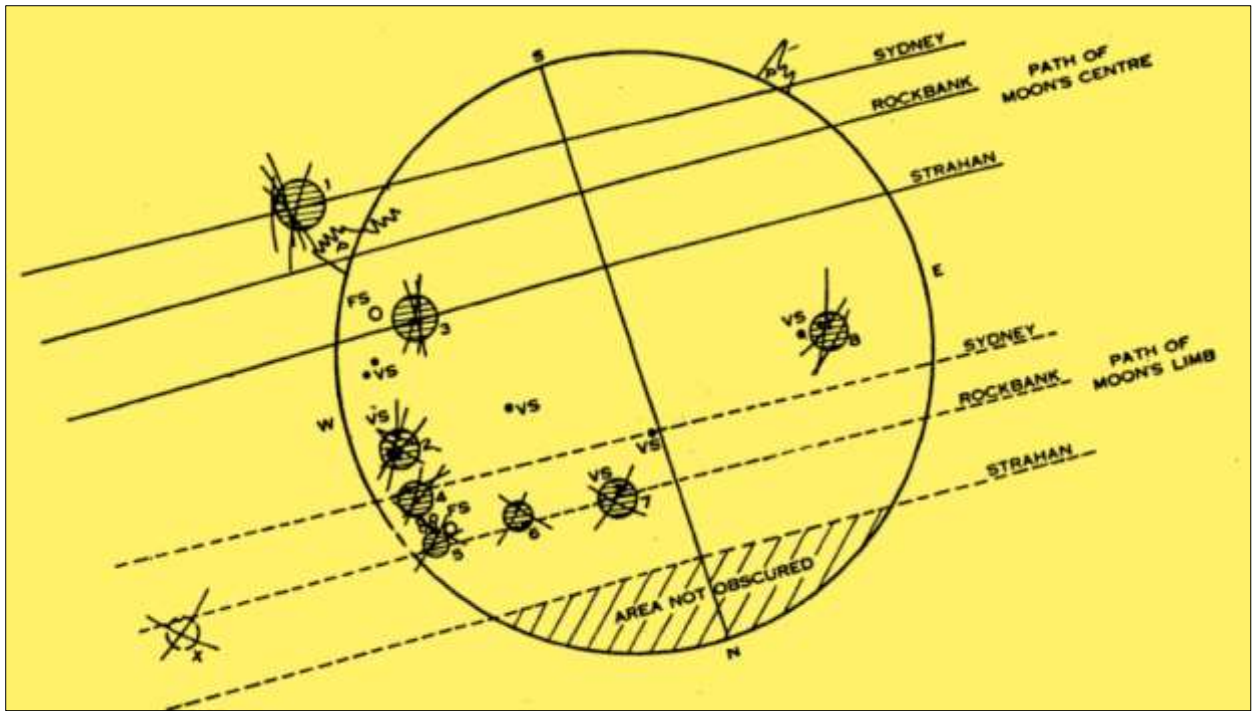 S
SYDNEY
ROCKBANK
STRAHAN
PATH OF
MOON'S CENTRE
P
1
P
FS
3
VS
E
VS
8
SYDNEY
ROCKBANK
STRAHAN
PATH OF
MOON'S LIMB
W
VS
2
VS
VS
4
FS
5
6
VS
7
AREA NOT OBSCURED
X
N